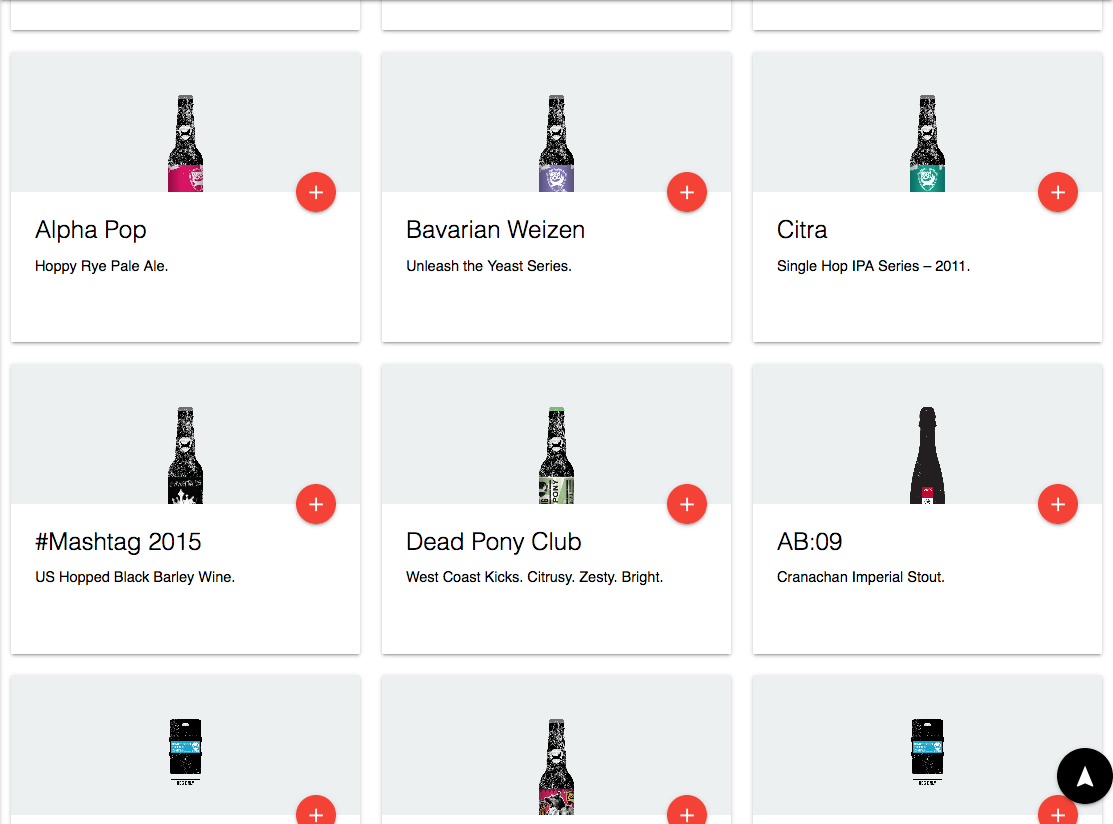 Alpha Pop
Hoppy Rye Pale Ale.
Bavarian Weizen
Unleash the Yeast Series.
Citra
Single Hop IPA Series – 2011.
PONY
#Mashtag 2015
US Hopped Black Barley Wine.
Dead Pony Club
West Coast Kicks. Citrusy. Zesty. Bright.
AB:09
Cranachan Imperial Stout.